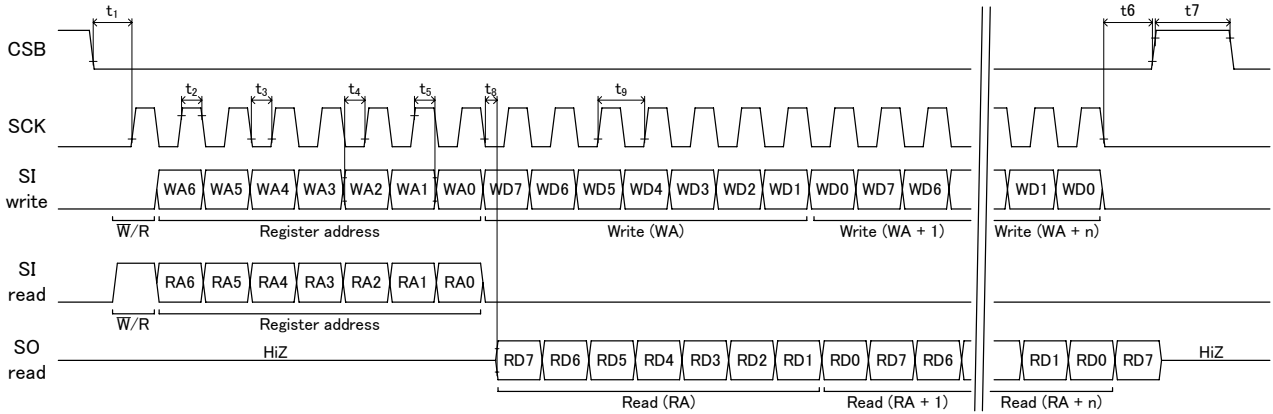 t1 t6 t7
CSB
t2 t3 t4 t5 t8 t9
SCK
SI write WA6 WA5 WA4 WA3 WA2 WA1 WA0 WD7 WD6 WD5 WD4 WD3 WD2 WD1 WD0 WD7 WD6 WD1 WD0
W̅/R Register address Write (WA) Write (WA + 1) Write (WA + n)
SI read RA6 RA5 RA4 RA3 RA2 RA1 RA0
W̅/R Register address
SO read HiZ RD7 RD6 RD5 RD4 RD3 RD2 RD1 RD0 RD7 RD6 RD1 RD0 RD7 HiZ
Read (RA) Read (RA + 1) Read (RA + n)